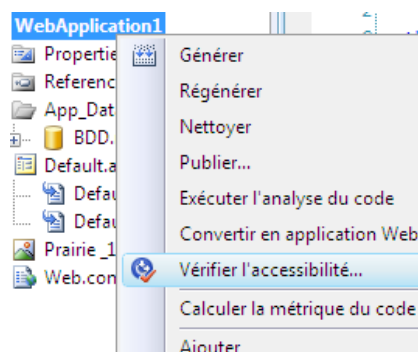 WebApplication1
Propertie
Referenc
App_Dat
BDD.
Default.a
Defau
Defau
Prairie_1
Web.con
Générer
Régénérer
Nettoyer
Publier...
Exécuter l'analyse du code
Convertir en application Web
Vérifier l'accessibilité...
Calculer la métrique du code
Ajouter